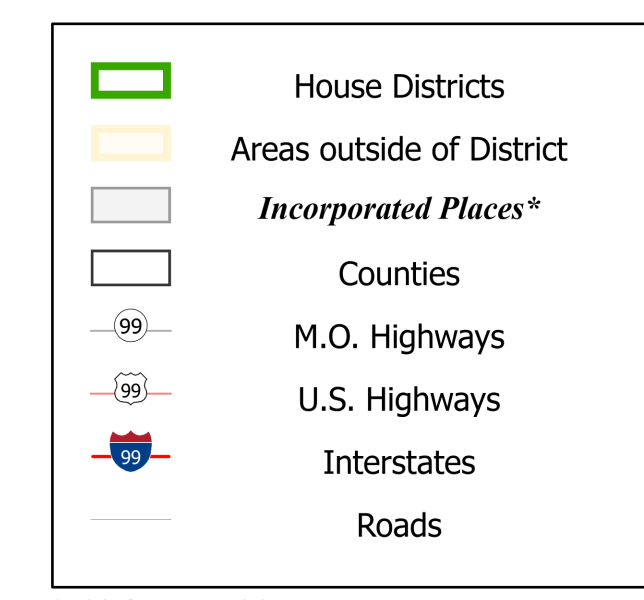 House Districts
Areas outside of District
Incorporated Places*
Counties
99 M.O. Highways
99 U.S. Highways
99 Interstates
Roads